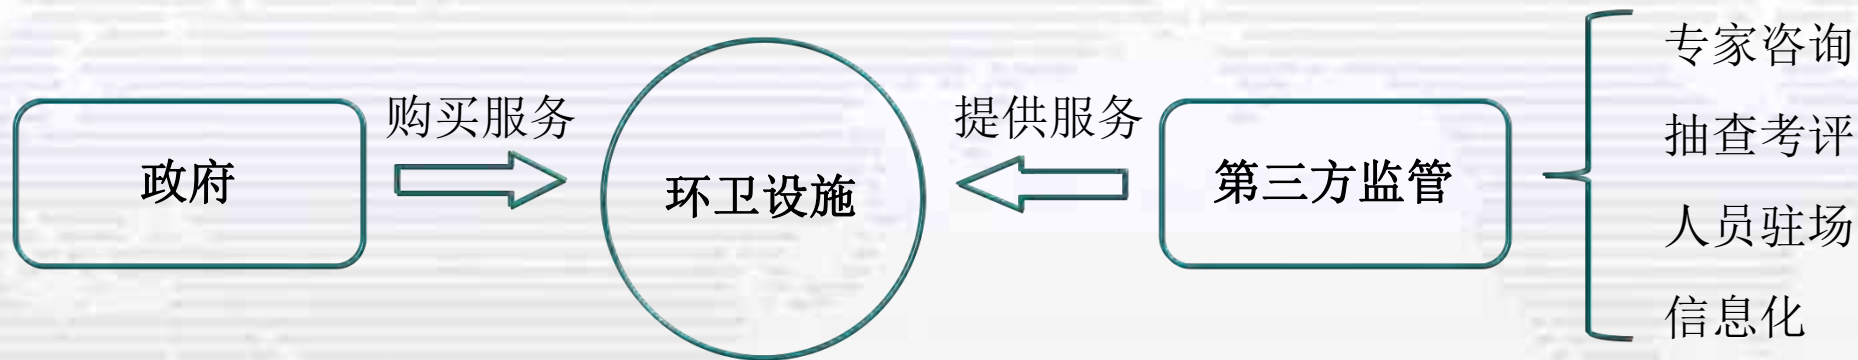 政府
购买服务
环卫设施
提供服务
第三方监管
专家咨询
抽查考评
人员驻场
信息化